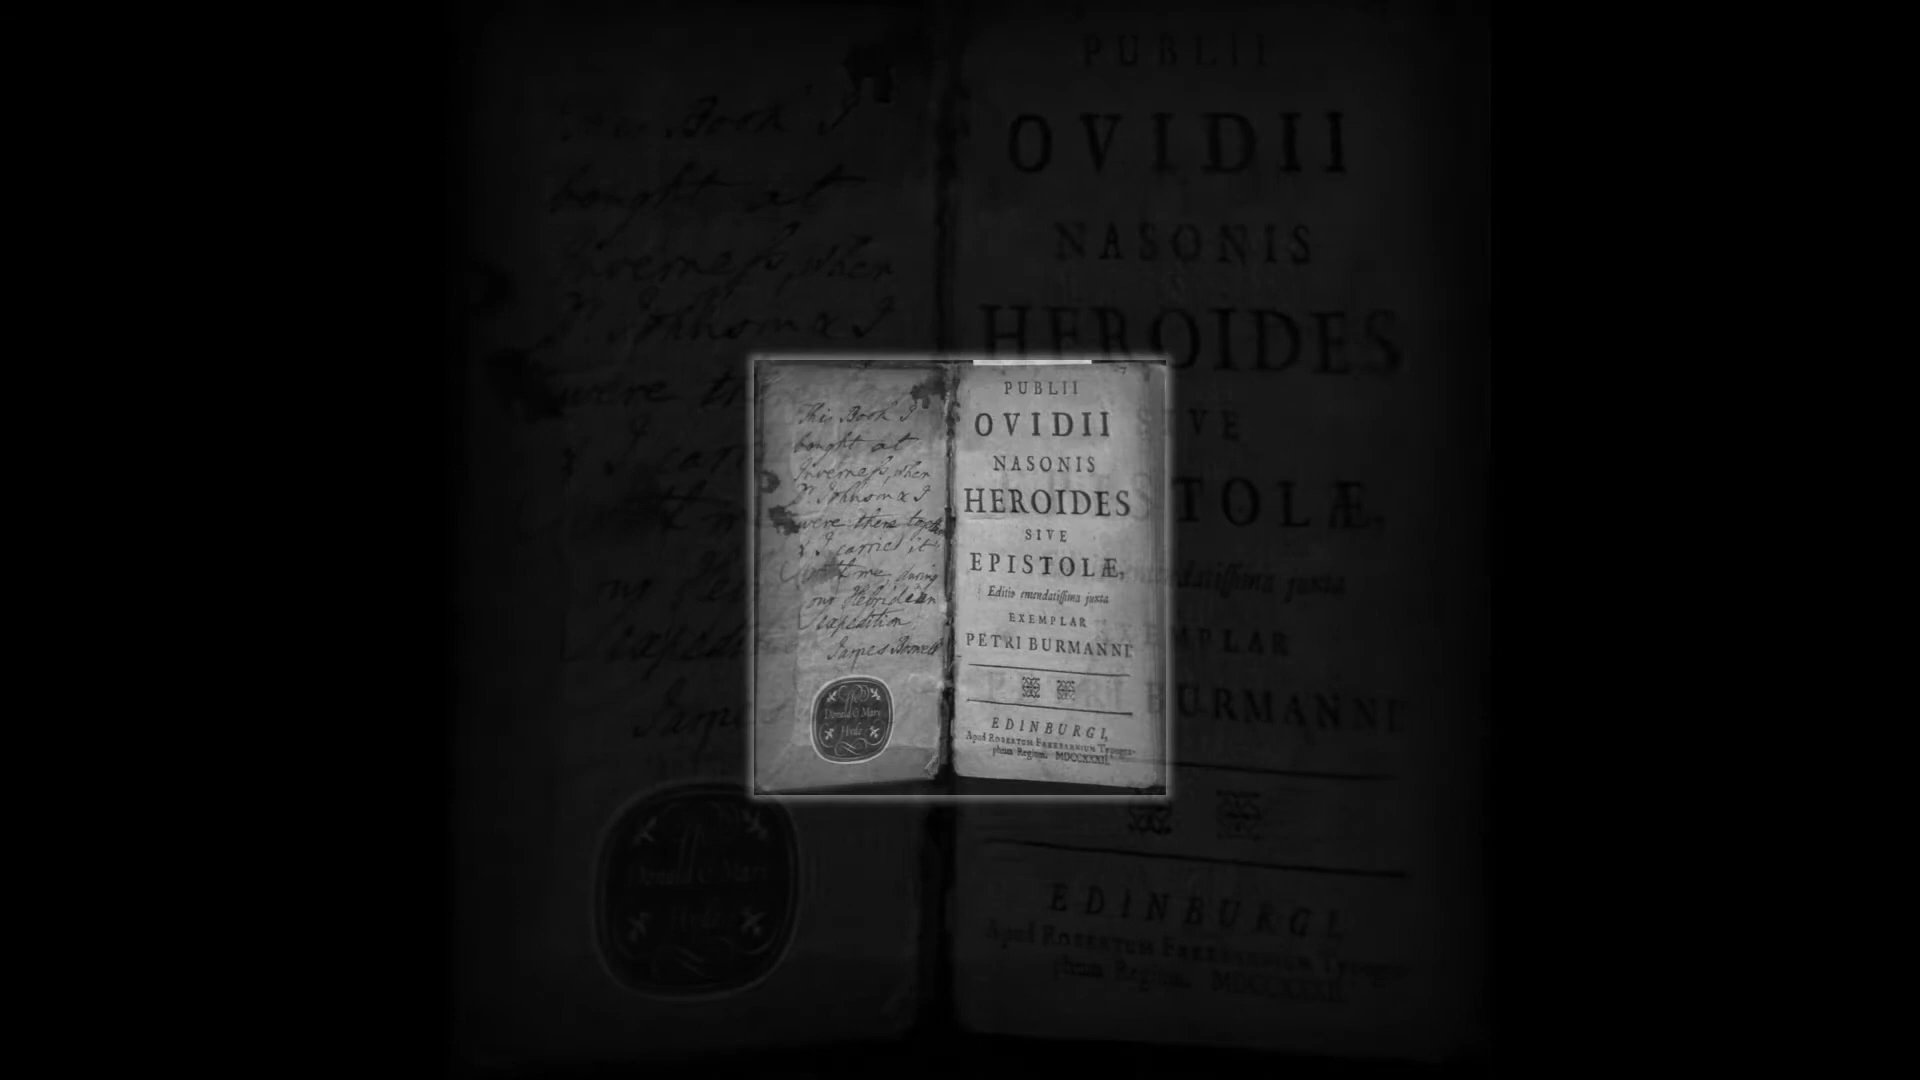 This Book I
bought at
Inverness, when
Dr. Johnson & I
were there together
& I carried it
with me, during
our Hebridean
expedition
James Boswell
Donald & Mary
Hyde
PUBLII
OVIDII
NASONIS
HEROIDES
SIVE
EPISTOLÆ,
Editio emendatissima juxta
EXEMPLAR
PETRI BURMANNI
EDINBURGI,
Apud ROBERTUM FREEBARNIUM Typogra-
phum Regium. MDCCXXXII.